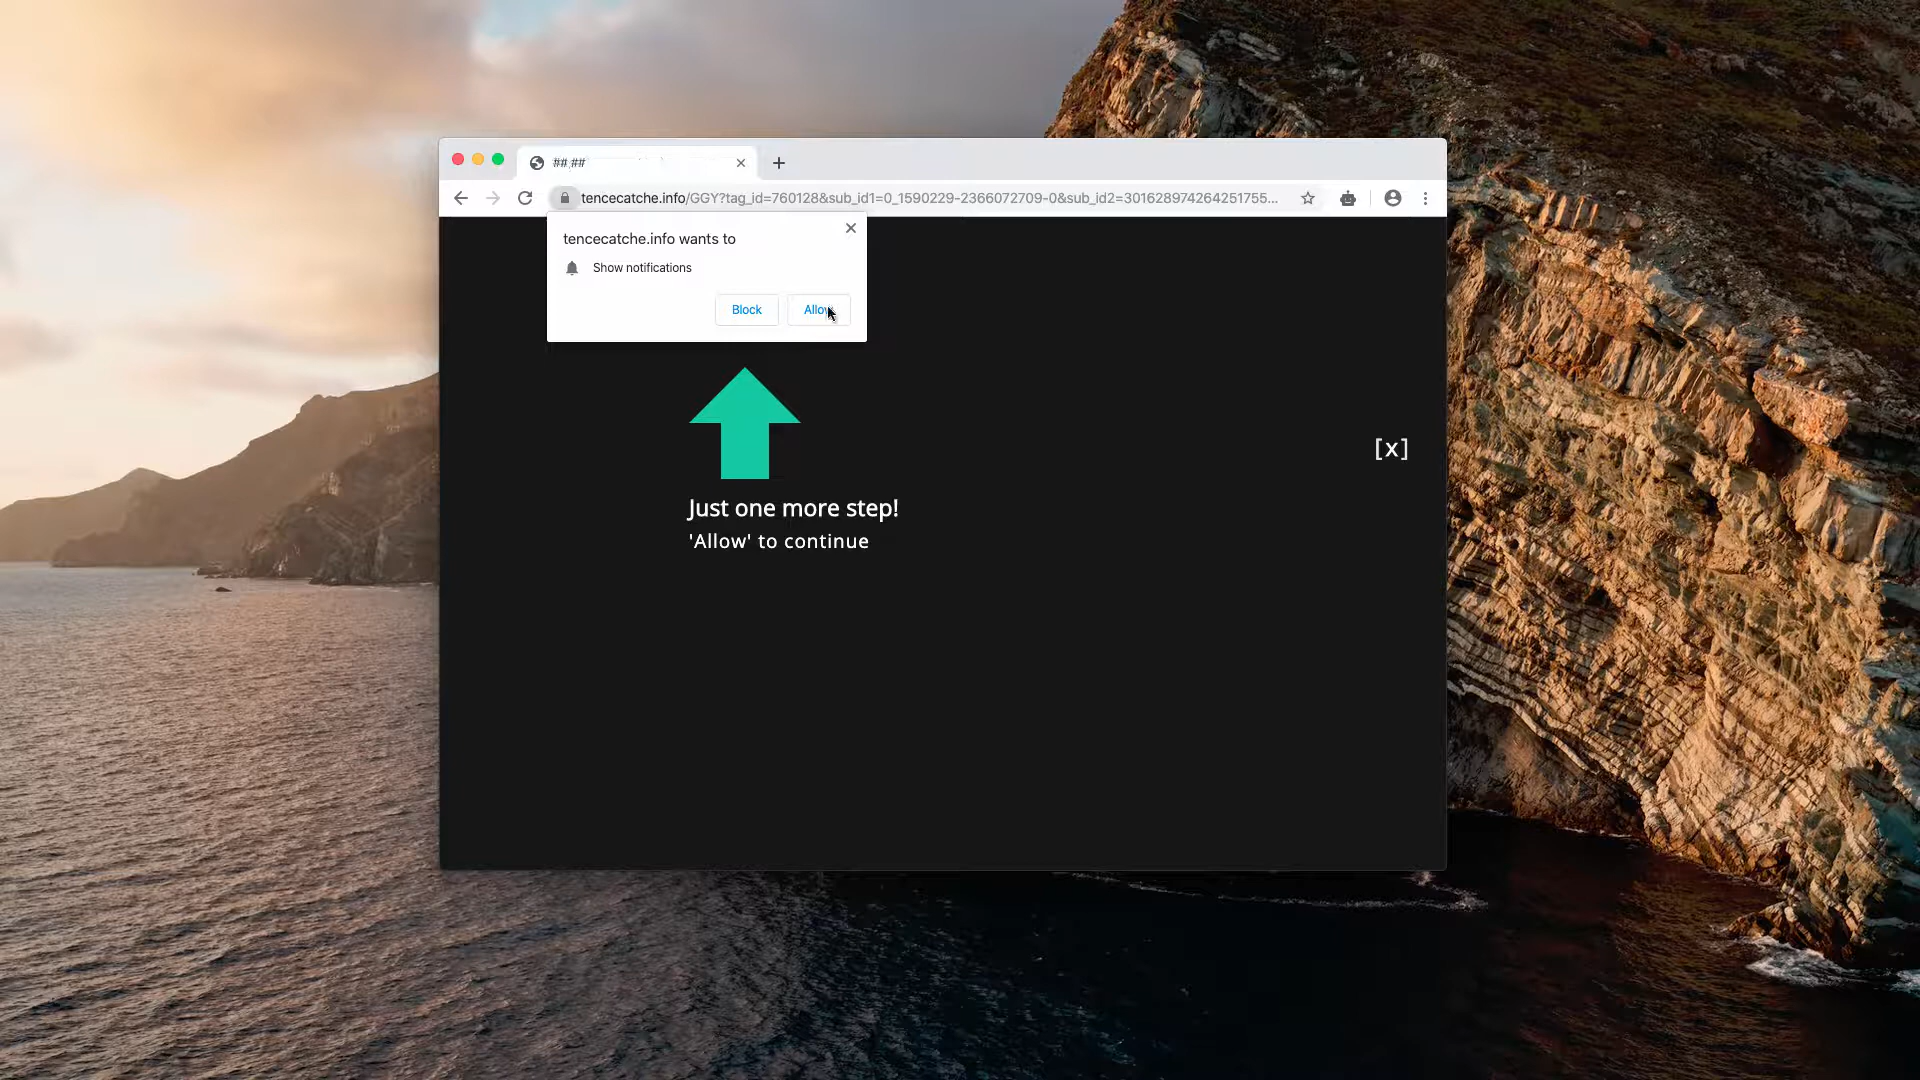 ## ##
tencecatche.info/GGY?tag_id=760128&sub_id1=0_1590229-2366072709-0&sub_id2=301628974264251755...
tencecatche.info wants to
Show notifications
Block
Allow
[x]
Just one more step!
'Allow' to continue